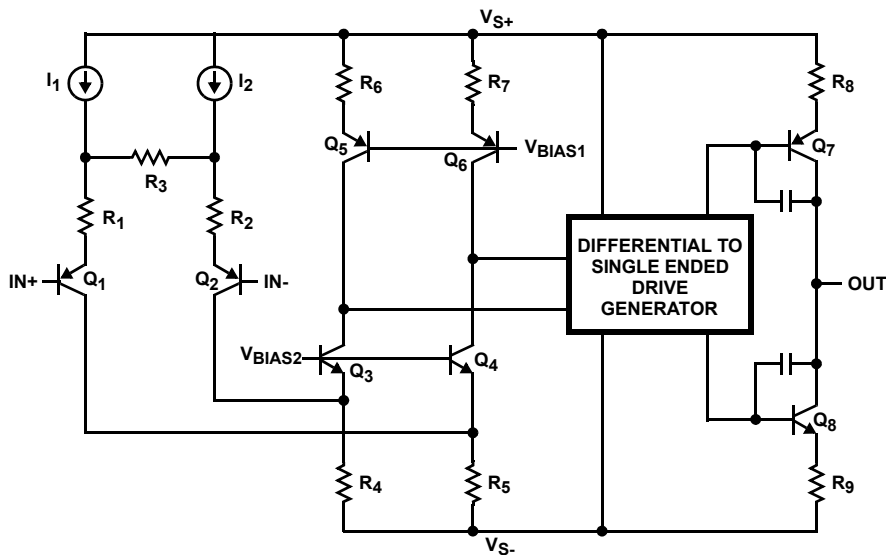 VS+
I1
I2
R6
R7
R8
Q5
Q6
VBIAS1
Q7
R3
R1
R2
IN+
Q1
Q2
IN-
DIFFERENTIAL TO
SINGLE ENDED
DRIVE
GENERATOR
OUT
VBIAS2
Q3
Q4
Q8
R4
R5
R9
VS-